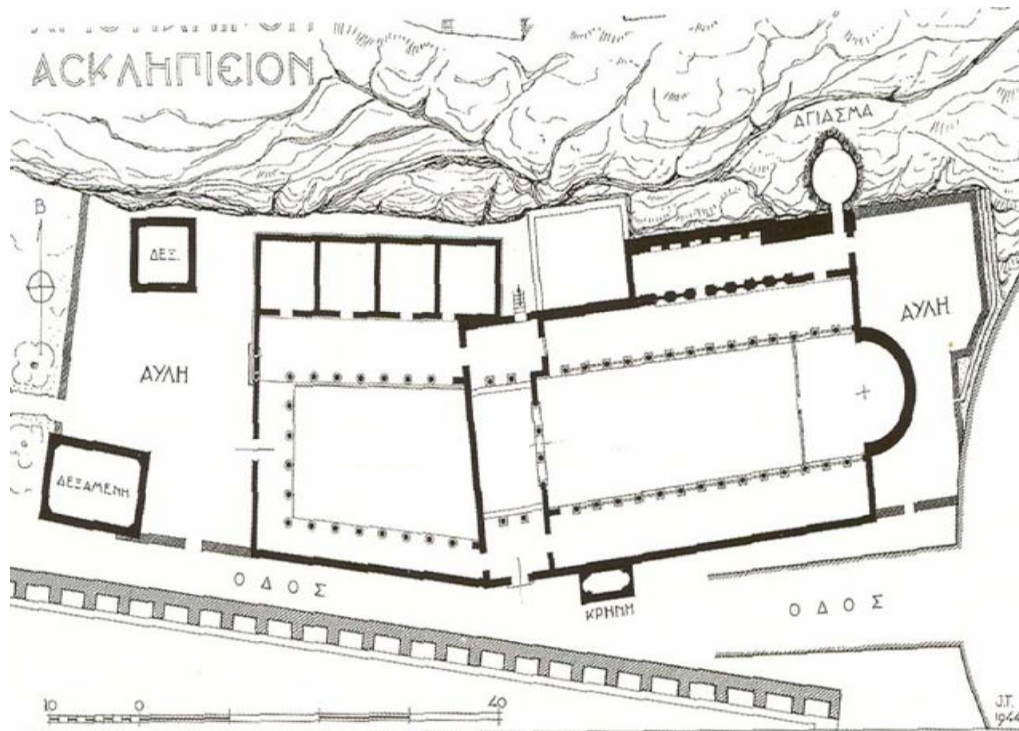 ΑΣΚΛΗΠΙΕΙΟΝ
ΑΓΙΑΣΜΑ
Β
ΔΕΞ.
ΑΥΛΗ
ΑΥΛΗ
ΔΕΞΑΜΕΝΗ
ΟΔΟΣ
ΚΡΗΝΗ
ΟΔΟΣ
10 0 40
J.T.
1944